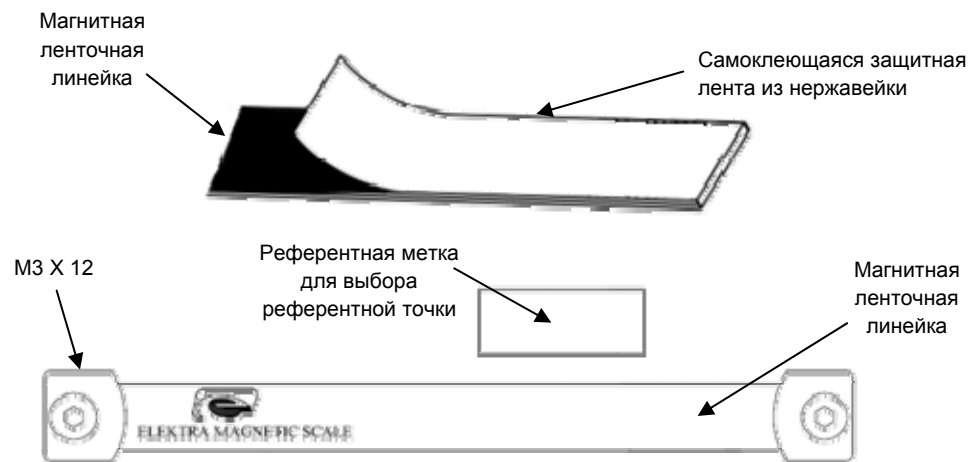 Магнитная
ленточная
линейка
Самоклеющаяся защитная
лента из нержавейки
М3 Х 12
Референтная метка
для выбора
референтной точки
Магнитная
ленточная
линейка
ELEKTRA MAGNETIC SCALE